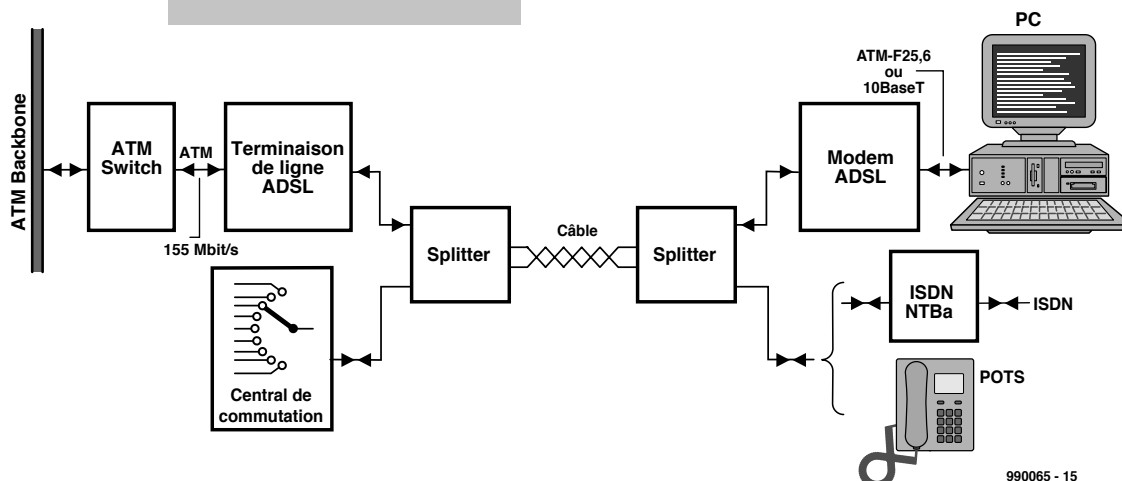 PC
ATM-F25,6
ou
10BaseT
ATM Backbone
ATM
Switch
ATM
155 Mbit/s
Terminaison
de ligne
ADSL
Modem
ADSL
Splitter
Câble
Splitter
Central de
commutation
ISDN
NTBa
ISDN
POTS
990065 - 15